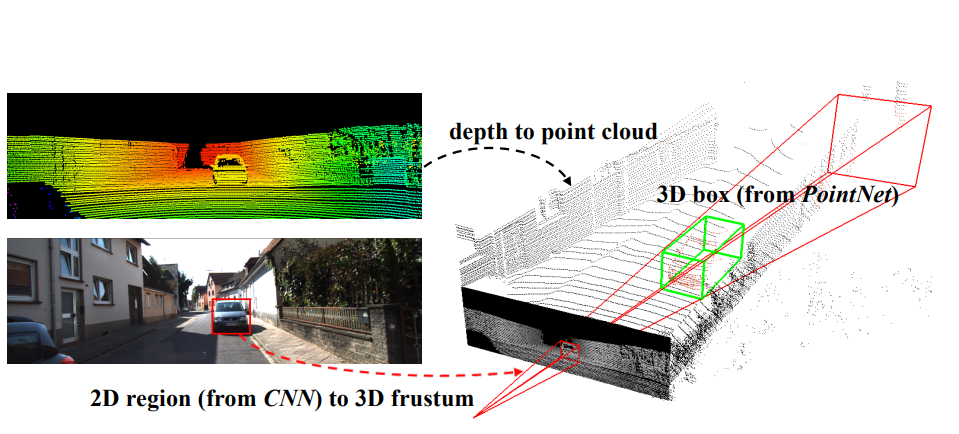 depth to point cloud
3D box (from PointNet)
2D region (from CNN) to 3D frustum